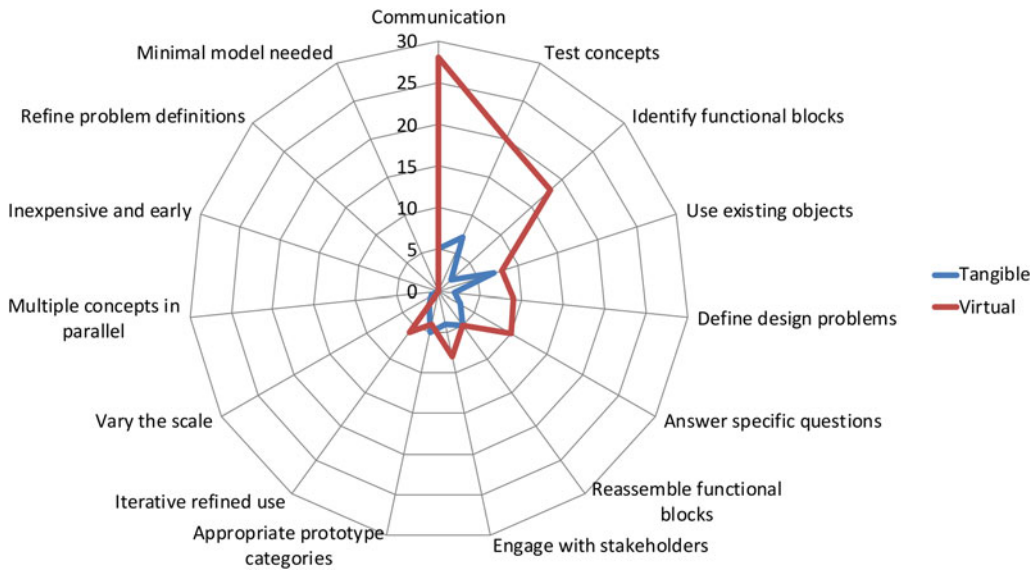 Communication
Minimal model needed
30
Test concepts
25
Refine problem definitions
Identify functional blocks
20
15
Inexpensive and early
10
Use existing objects
5
Tangible
0
Virtual
Multiple concepts in
parallel
Define design problems
Vary the scale
Answer specific questions
Iterative refined use
Reassemble functional
blocks
Appropriate prototype
categories
Engage with stakeholders